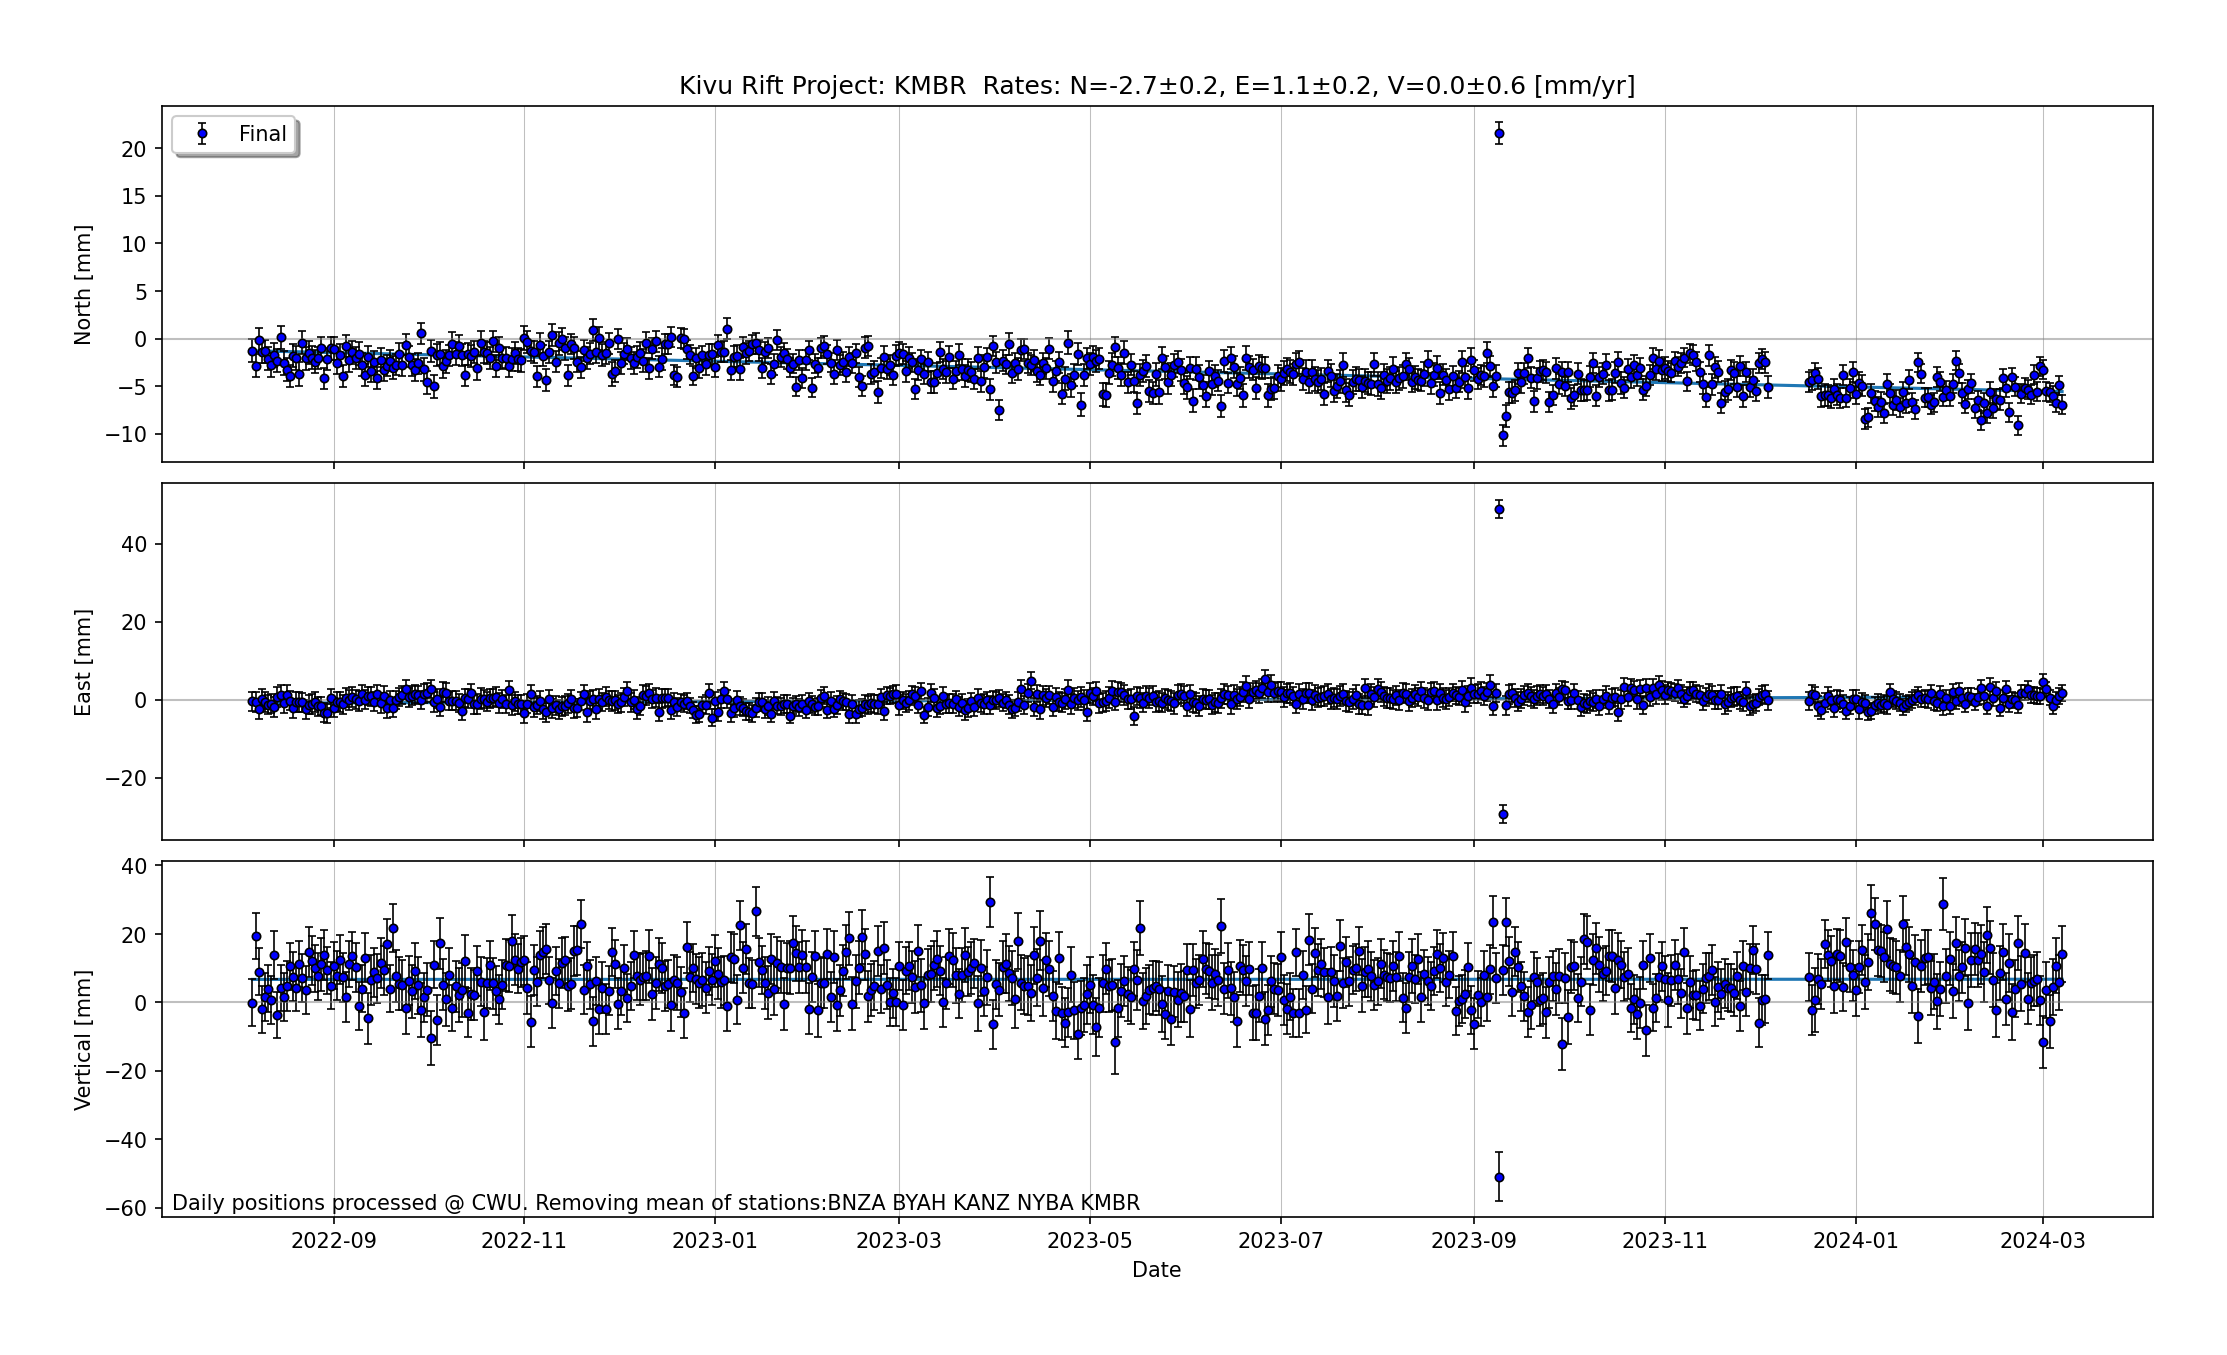 Kivu Rift Project: KMBR  Rates: N=-2.7±0.2, E=1.1±0.2, V=0.0±0.6 [mm/yr]
Final
North [mm]
20
15
10
5
0
−5
−10
East [mm]
40
20
0
−20
Vertical [mm]
40
20
0
−20
−40
−60
Daily positions processed @ CWU. Removing mean of stations:BNZA BYAH KANZ NYBA KMBR
2022-09 2022-11 2023-01 2023-03 2023-05 2023-07 2023-09 2023-11 2024-01 2024-03
Date